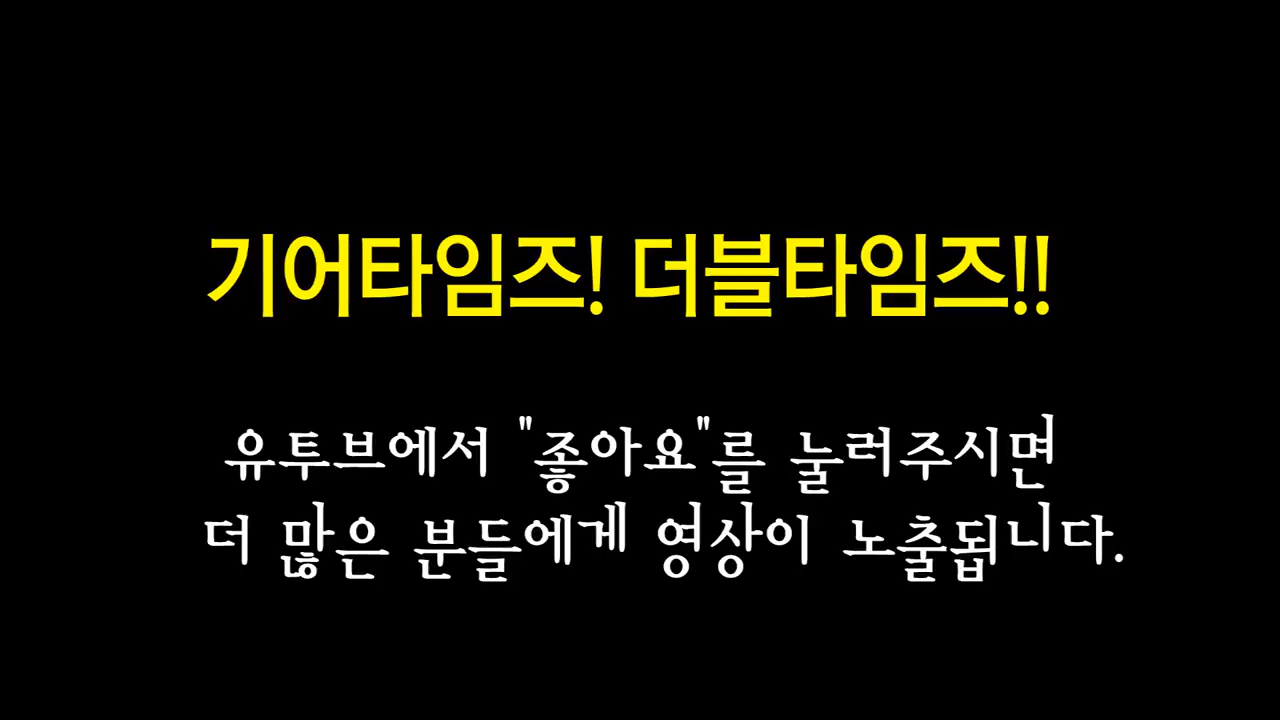 기어타임즈! 더블타임즈!!
유투브에서 "좋아요"를 눌러주시면
더 많은 분들에게 영상이 노출됩니다.